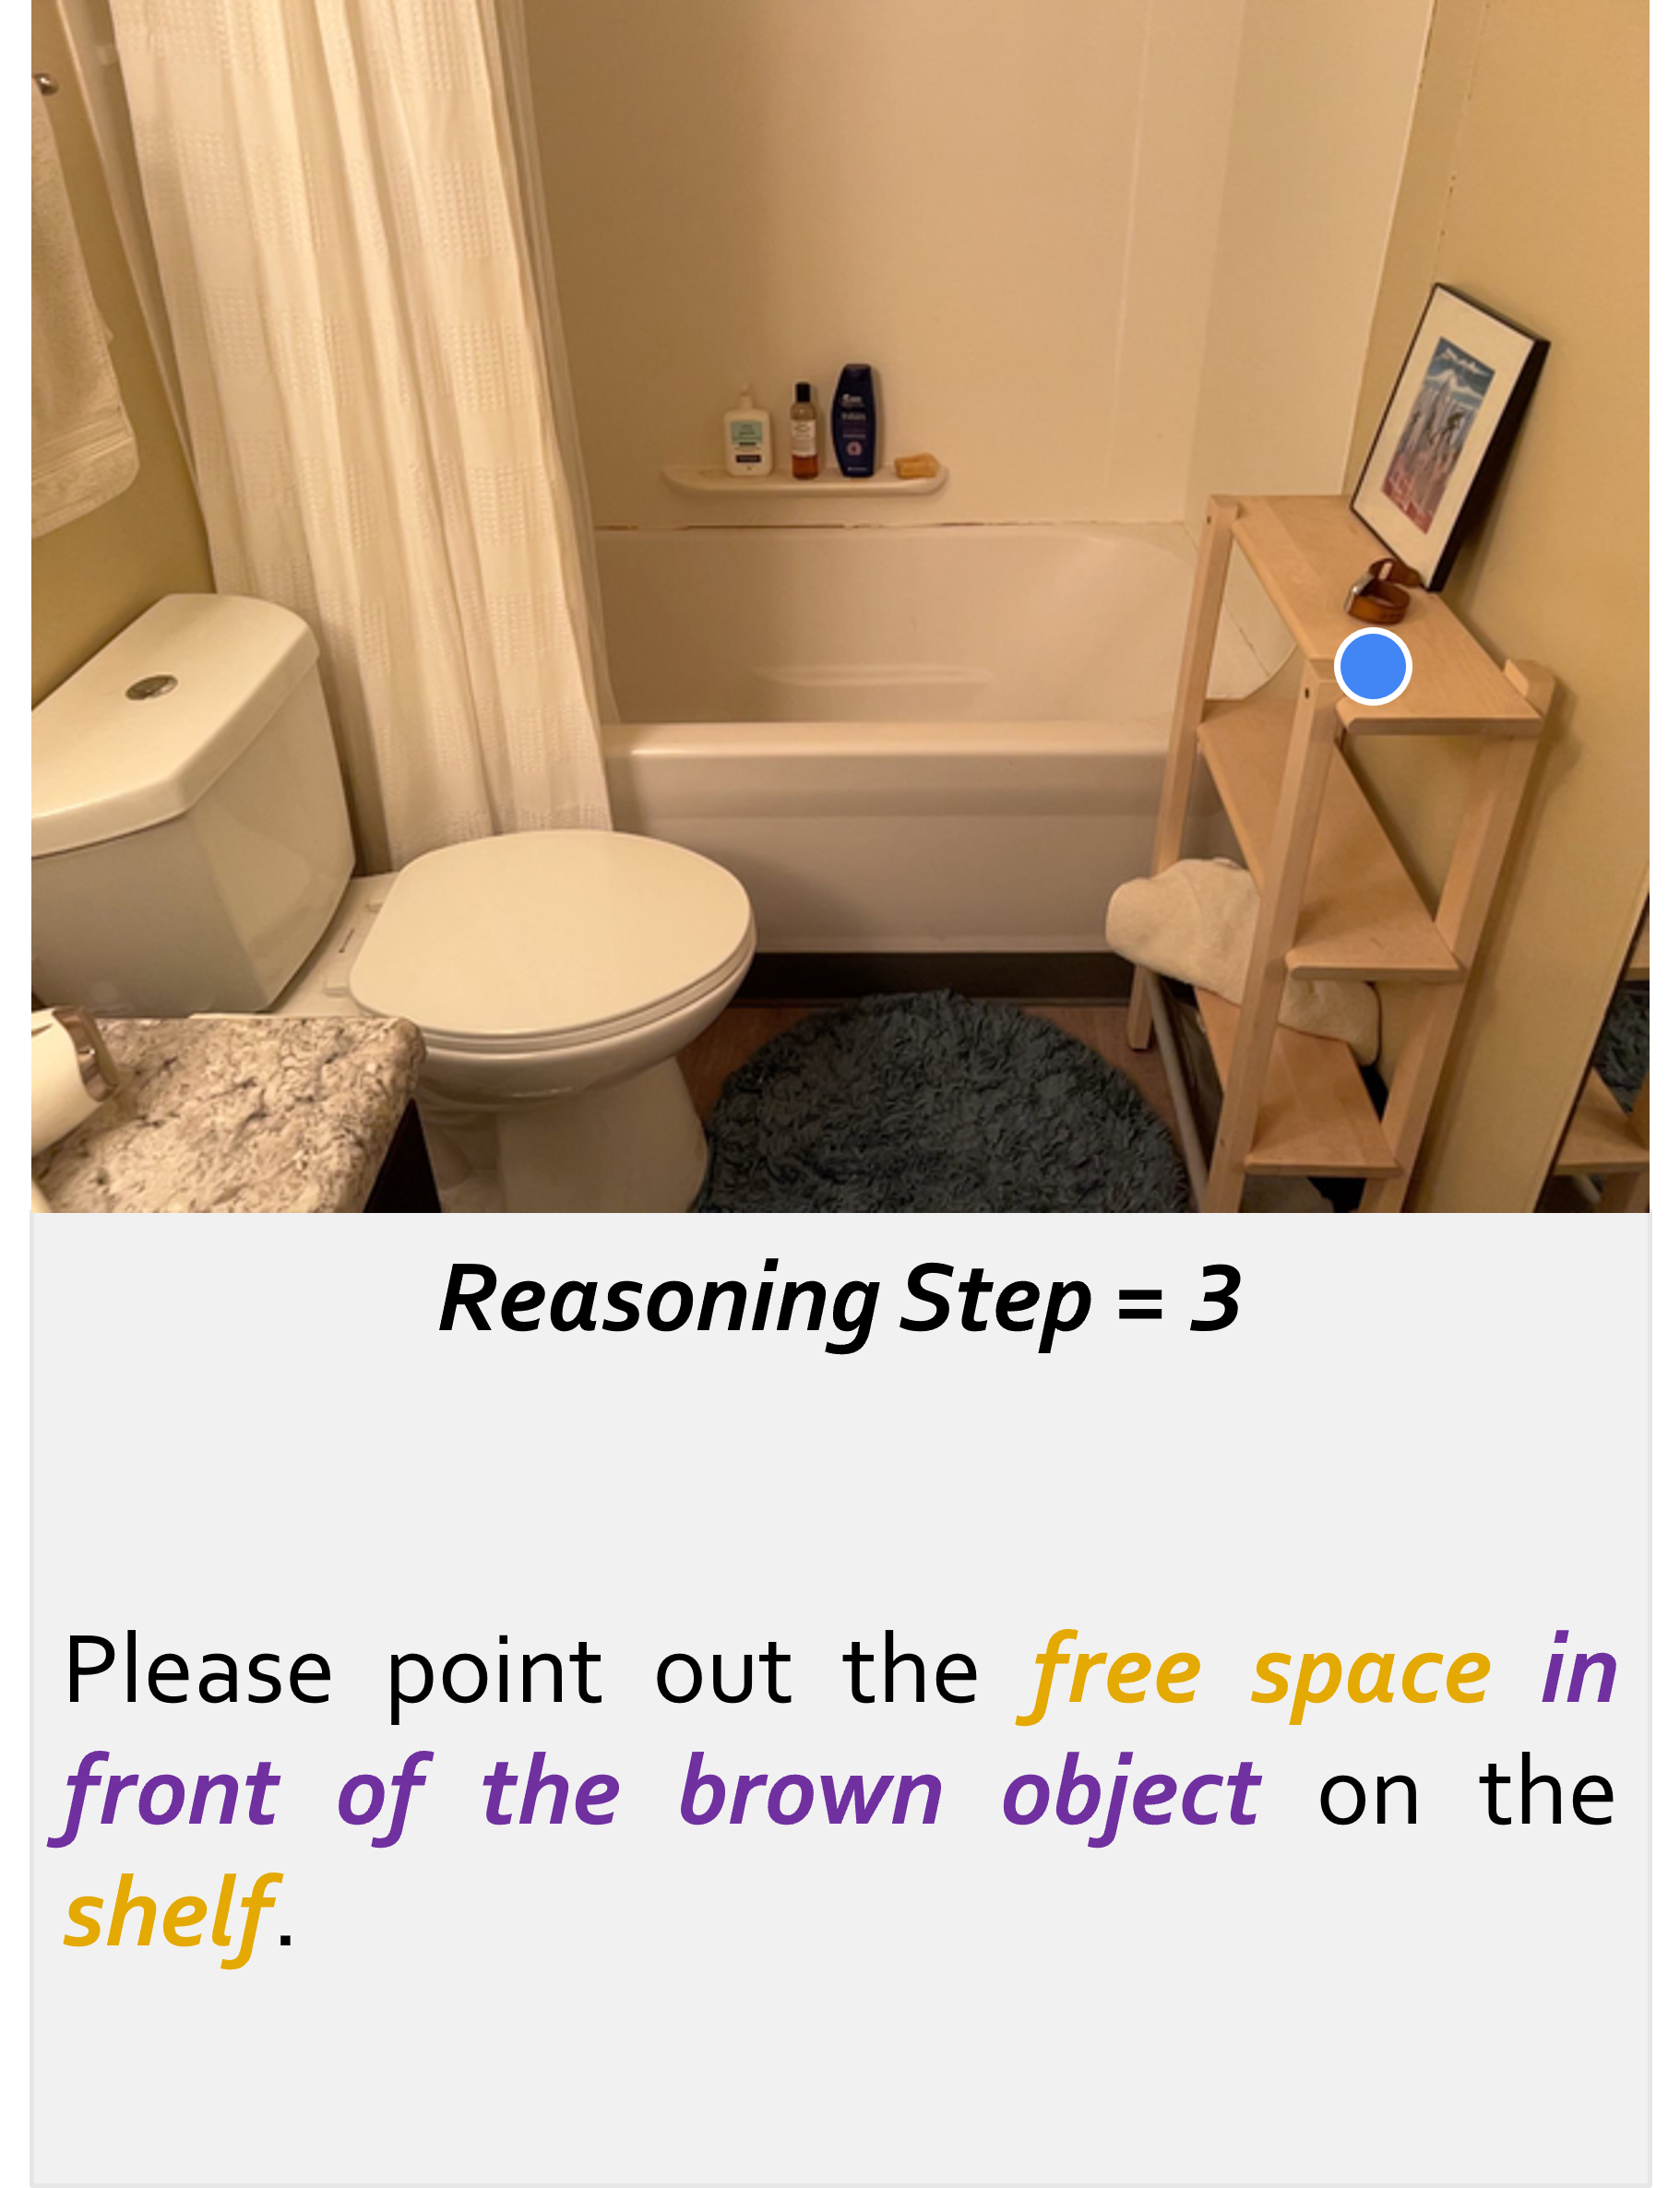 Reasoning Step = 3
Please point out the free space in
front of the brown object on the
shelf.